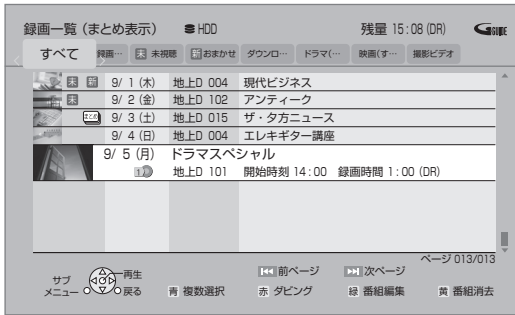 録画一覧 (まとめ表示) HDD 残量 15:08 (DR) GGUIDE
すべて 録画… 未 未視聴 新 おまかせ ダウンロ… ドラマ(… 映画(す… 撮影ビデオ
未 新 9/ 1 (木) 地上D 004 現代ビジネス
未 9/ 2 (金) 地上D 102 アンティーク
まとめ 9/ 3 (土) 地上D 015 ザ・夕方ニュース
9/ 4 (日) 地上D 004 エレキギター講座
9/ 5 (月) ドラマスペシャル
1 地上D 101 開始時刻 14:00 録画時間 1:00 (DR)
ページ 013/013
サブメニュー 再生 戻る 前ページ 次ページ
青 複数選択 赤 ダビング 緑 番組編集 黄 番組消去